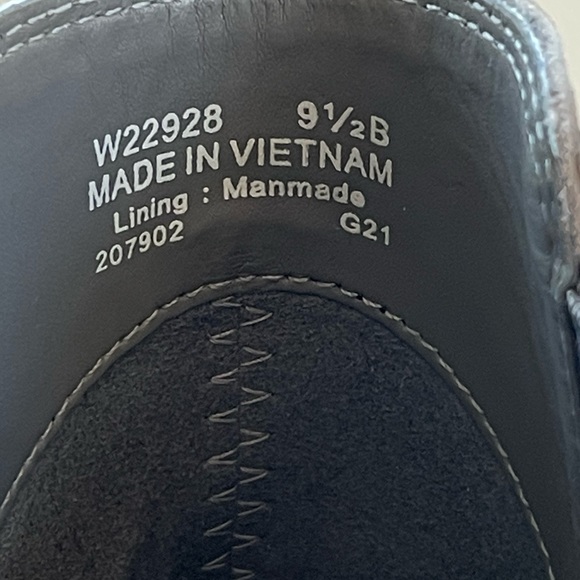 W22928 9½B
MADE IN VIETNAM
Lining : Manmade
207902 G21